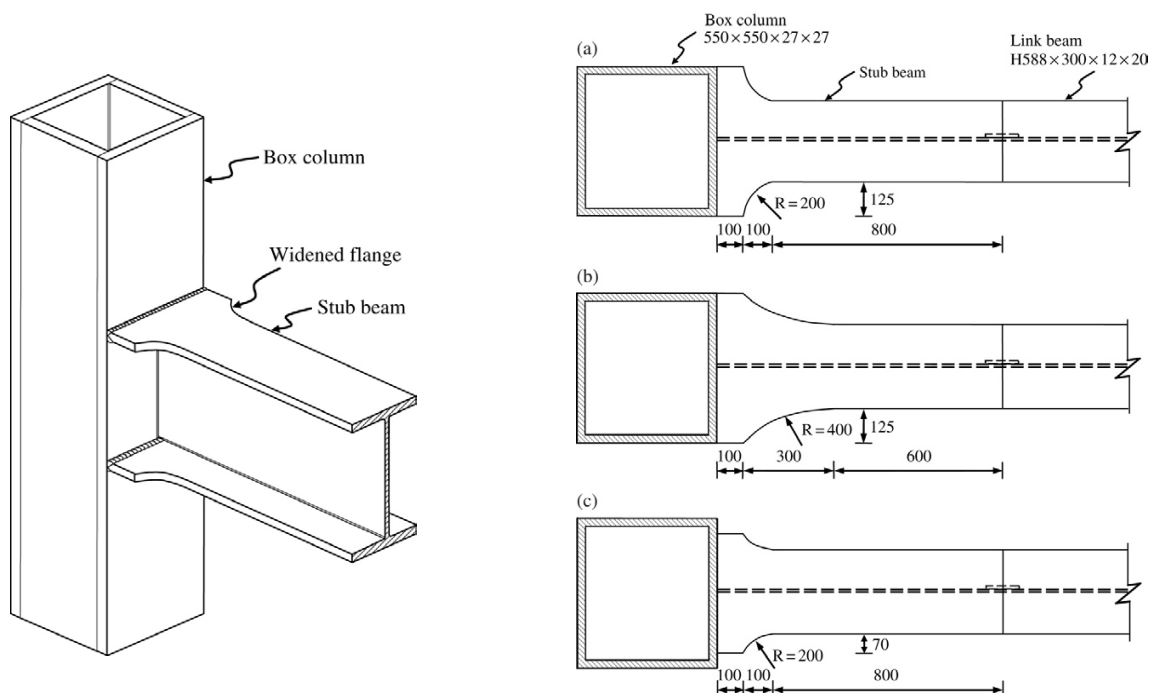 Box column
Widened flange
Stub beam
(a)
Box column
550×550×27×27
Stub beam
Link beam
H588×300×12×20
R=200
125
100
100
800
(b)
R=400
125
100
300
600
(c)
R=200
70
100
100
800